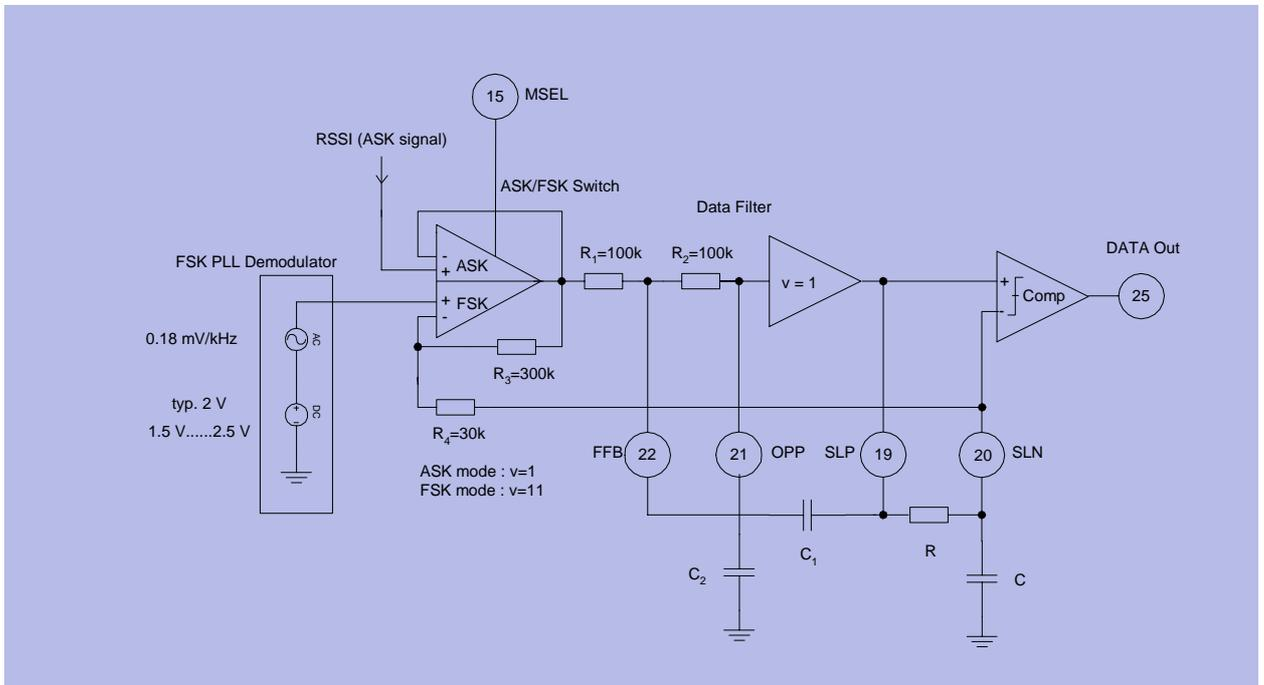 15 MSEL
RSSI (ASK signal)
ASK/FSK Switch
Data Filter
DATA Out
FSK PLL Demodulator
- ASK
+
+ FSK
-
R1=100k
R2=100k
v = 1
+
-
Comp
25
AC
0.18 mV/kHz
R3=300k
DC
+
-
typ. 2 V
1.5 V......2.5 V
R4=30k
FFB 22
21 OPP
SLP 19
20 SLN
ASK mode : v=1
FSK mode : v=11
C1
R
C2
C